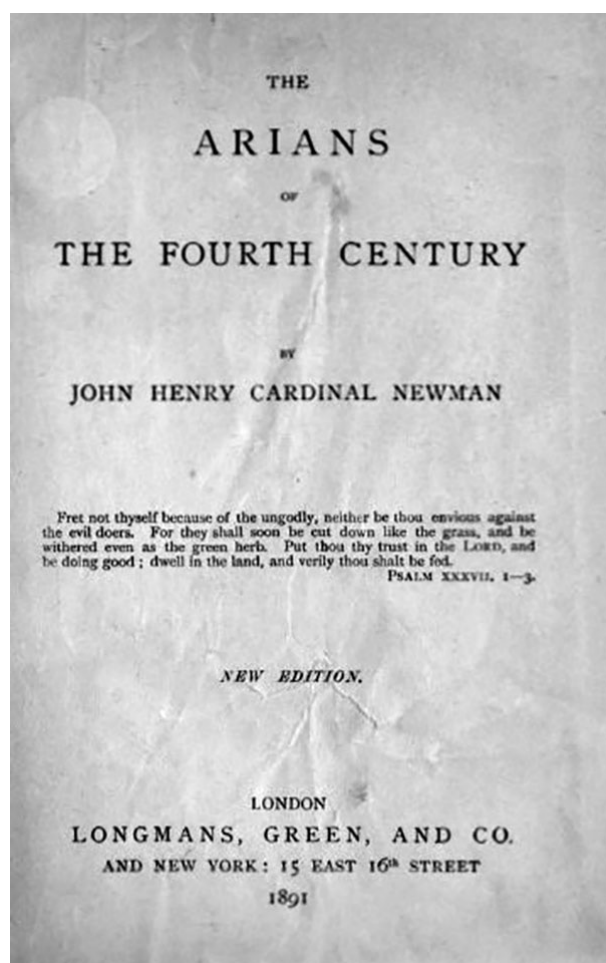 THE
ARIANS
OF
THE FOURTH CENTURY
BY
JOHN HENRY CARDINAL NEWMAN
Fret not thyself because of the ungodly, neither be thou envious against
the evil doers. For they shall soon be cut down like the grass, and be
withered even as the green herb. Put thou thy trust in the LORD, and
be doing good; dwell in the land, and verily thou shalt be fed.
PSALM XXXVII. 1—3.
NEW EDITION.
LONDON
LONGMANS, GREEN, AND CO.
AND NEW YORK: 15 EAST 16th STREET
1891